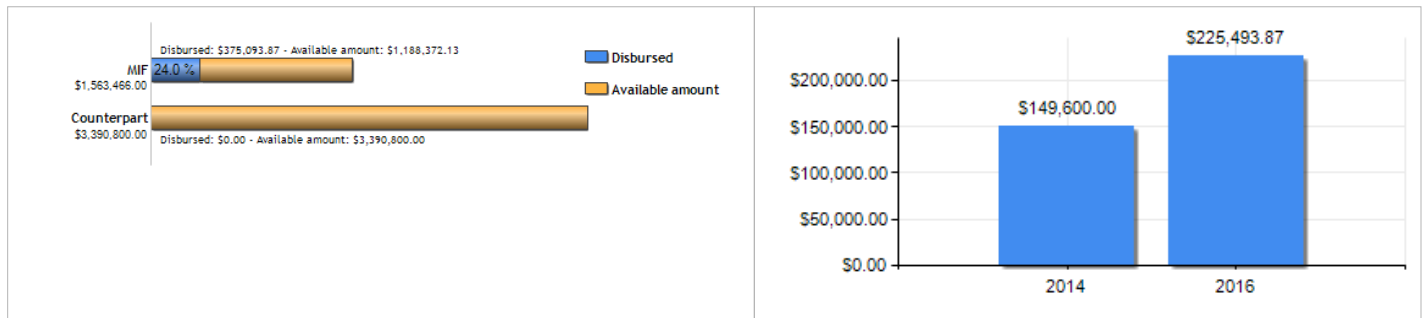 Disbursed: $375,093.87 - Available amount: $1,188,372.13
MIF
$1,563,466.00
24.0 %
Counterpart
$3,390,800.00
Disbursed: $0.00 - Available amount: $3,390,800.00
Disbursed
Available amount
$225,493.87
$200,000.00
$149,600.00
$150,000.00
$100,000.00
$50,000.00
$0.00
2014 2016